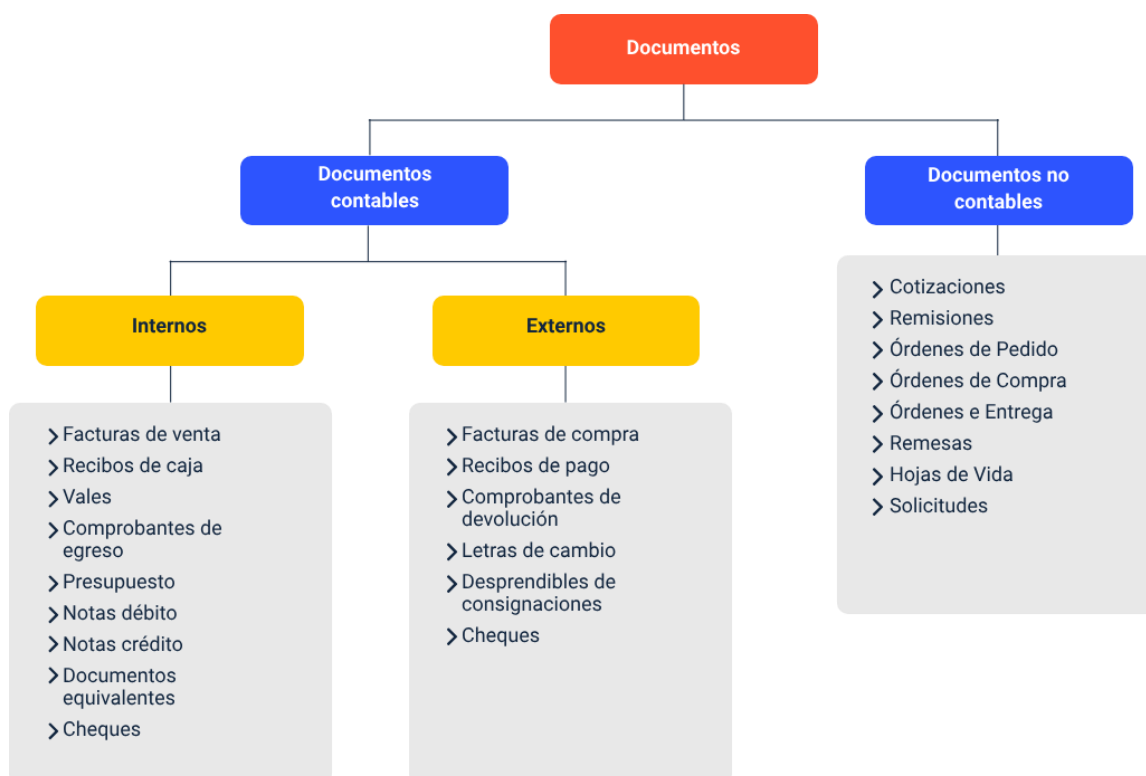 Documentos
Documentos
contables
Documentos no
contables
Internos
Externos
Facturas de venta
Recibos de caja
Vales
Comprobantes de
egreso
Presupuesto
Notas débito
Notas crédito
Documentos
equivalentes
Cheques
Facturas de compra
Recibos de pago
Comprobantes de
devolución
Letras de cambio
Desprendibles de
consignaciones
Cheques
Cotizaciones
Remisiones
Órdenes de Pedido
Órdenes de Compra
Órdenes e Entrega
Remesas
Hojas de Vida
Solicitudes